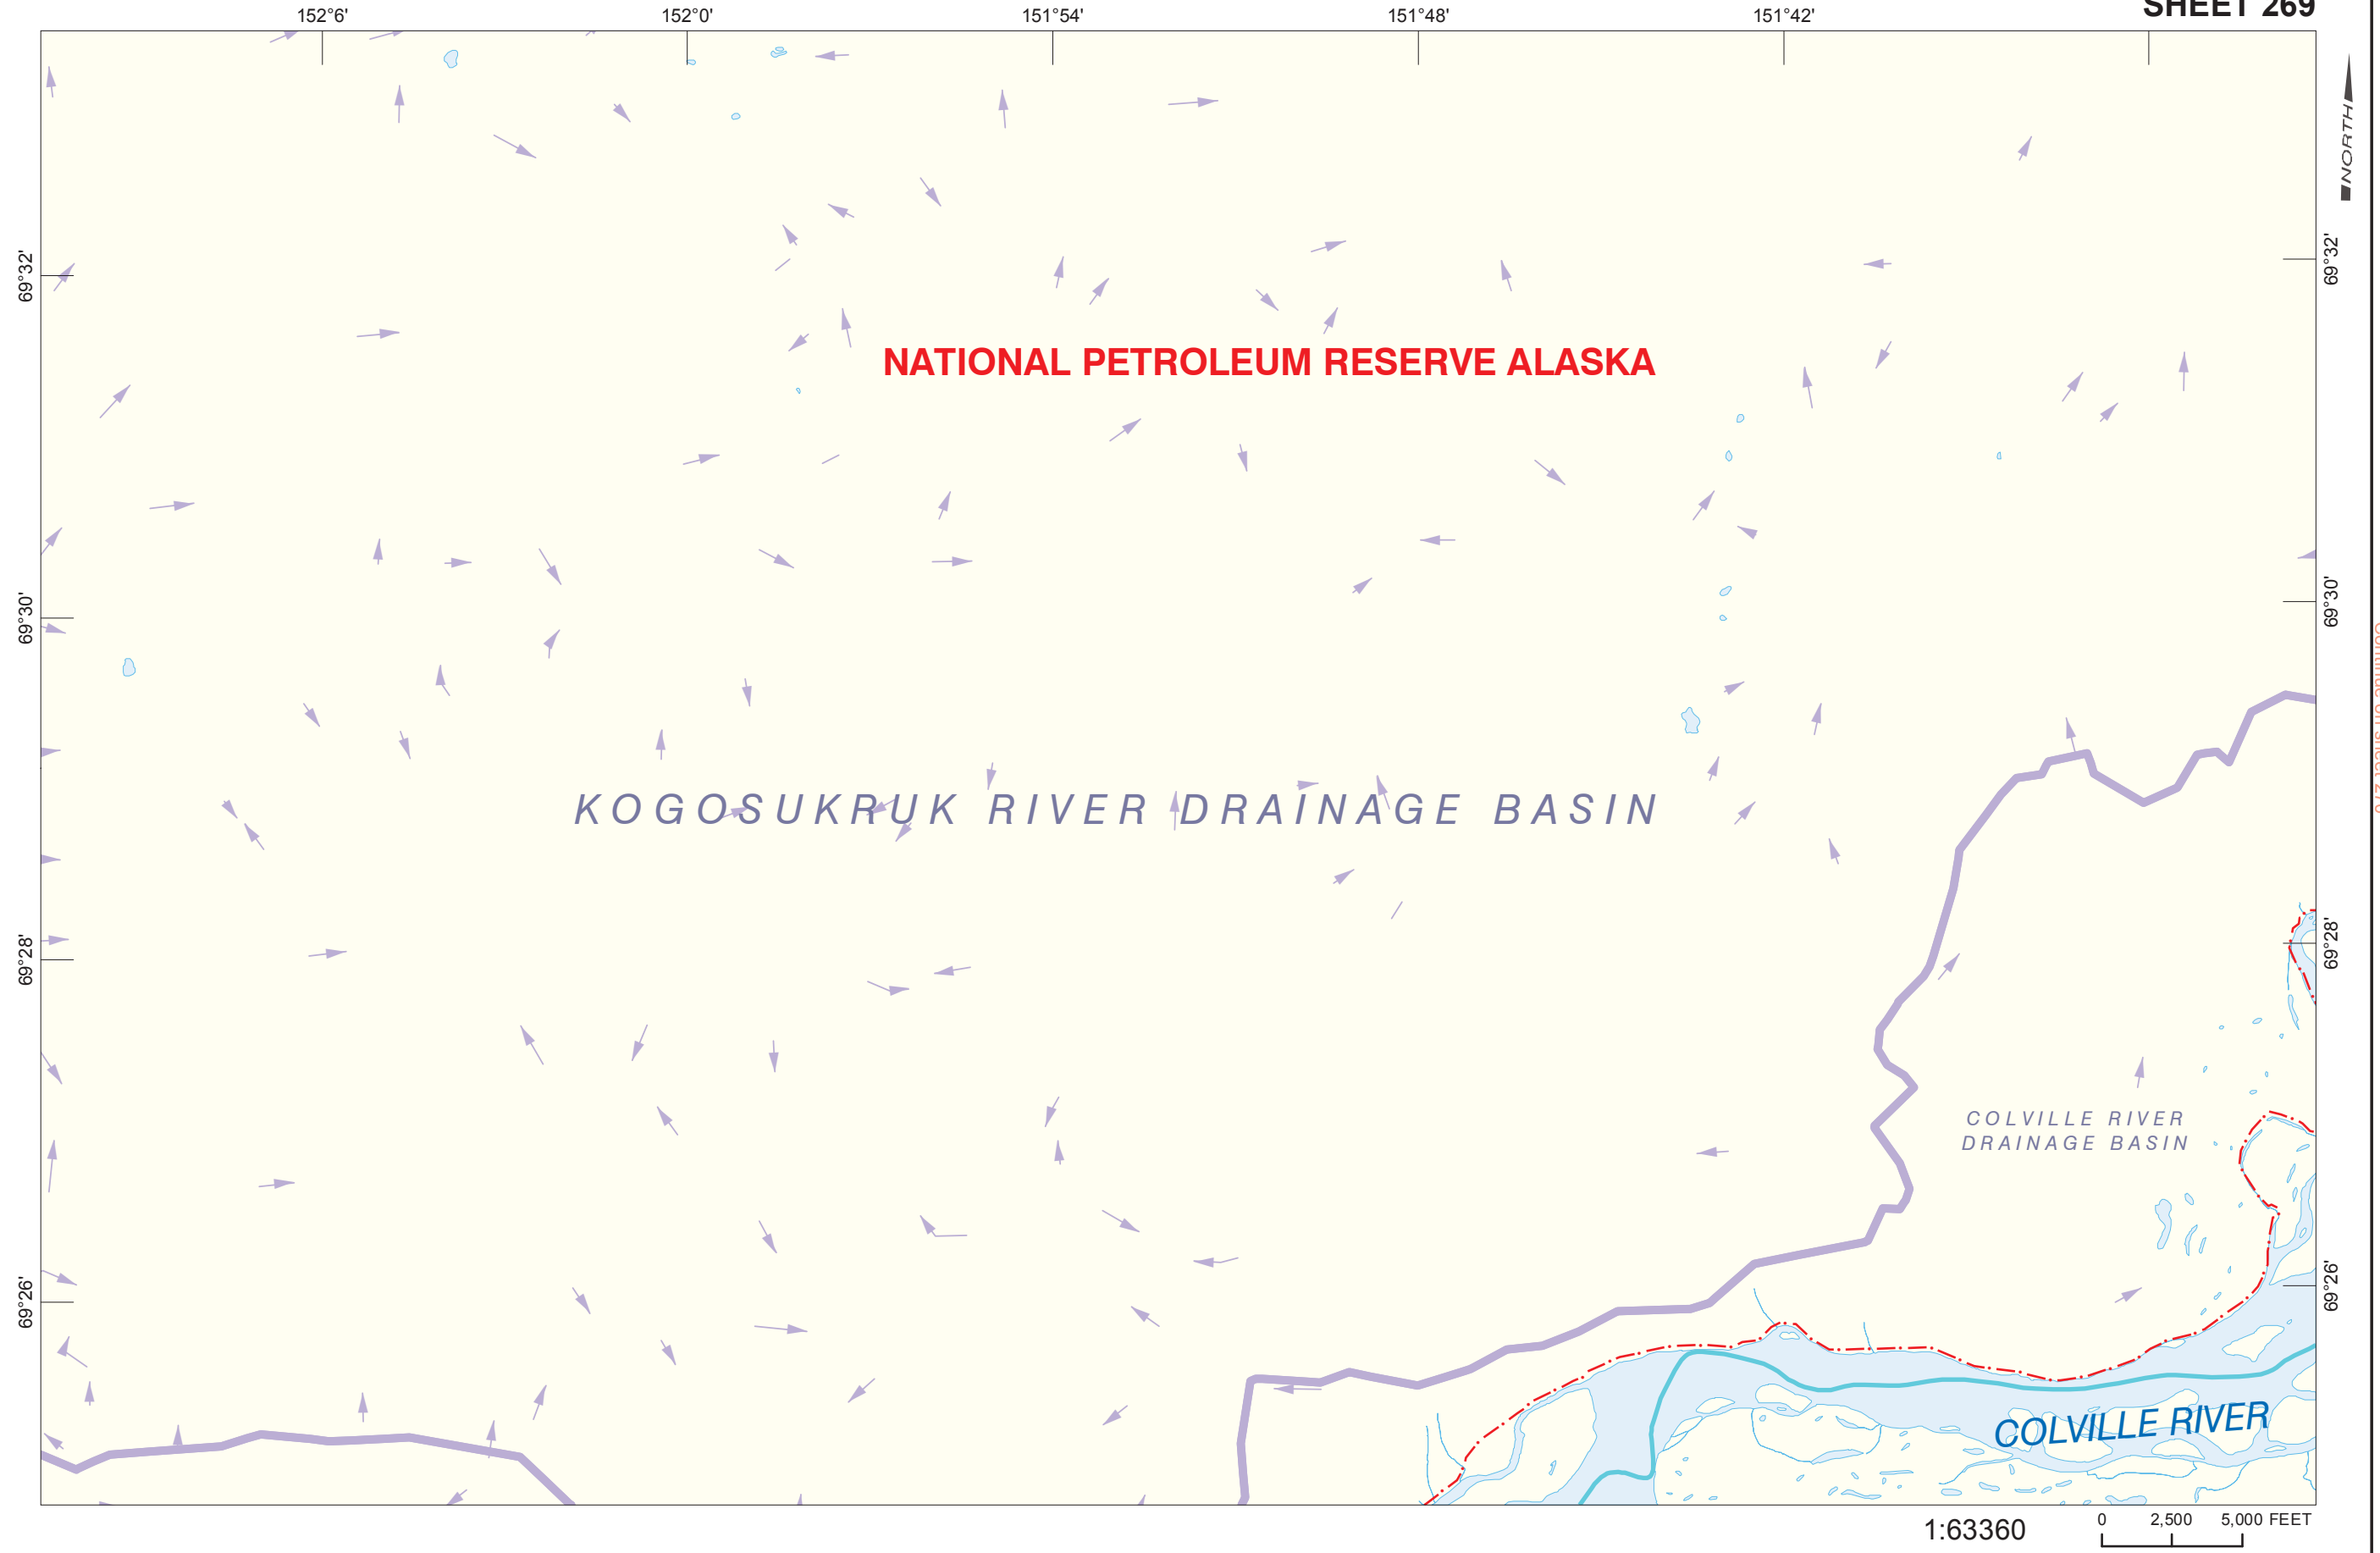 SHEET 269
152°6' 152°0' 151°54' 151°48' 151°42'
NORTH
69°32' 69°32'
NATIONAL PETROLEUM RESERVE ALASKA
69°30' 69°30'
KOGOSUKRUK RIVER DRAINAGE BASIN
69°28' 69°28'
COLVILLE RIVER
DRAINAGE BASIN
69°26' 69°26'
COLVILLE RIVER
1:63360
0 2,500 5,000 FEET